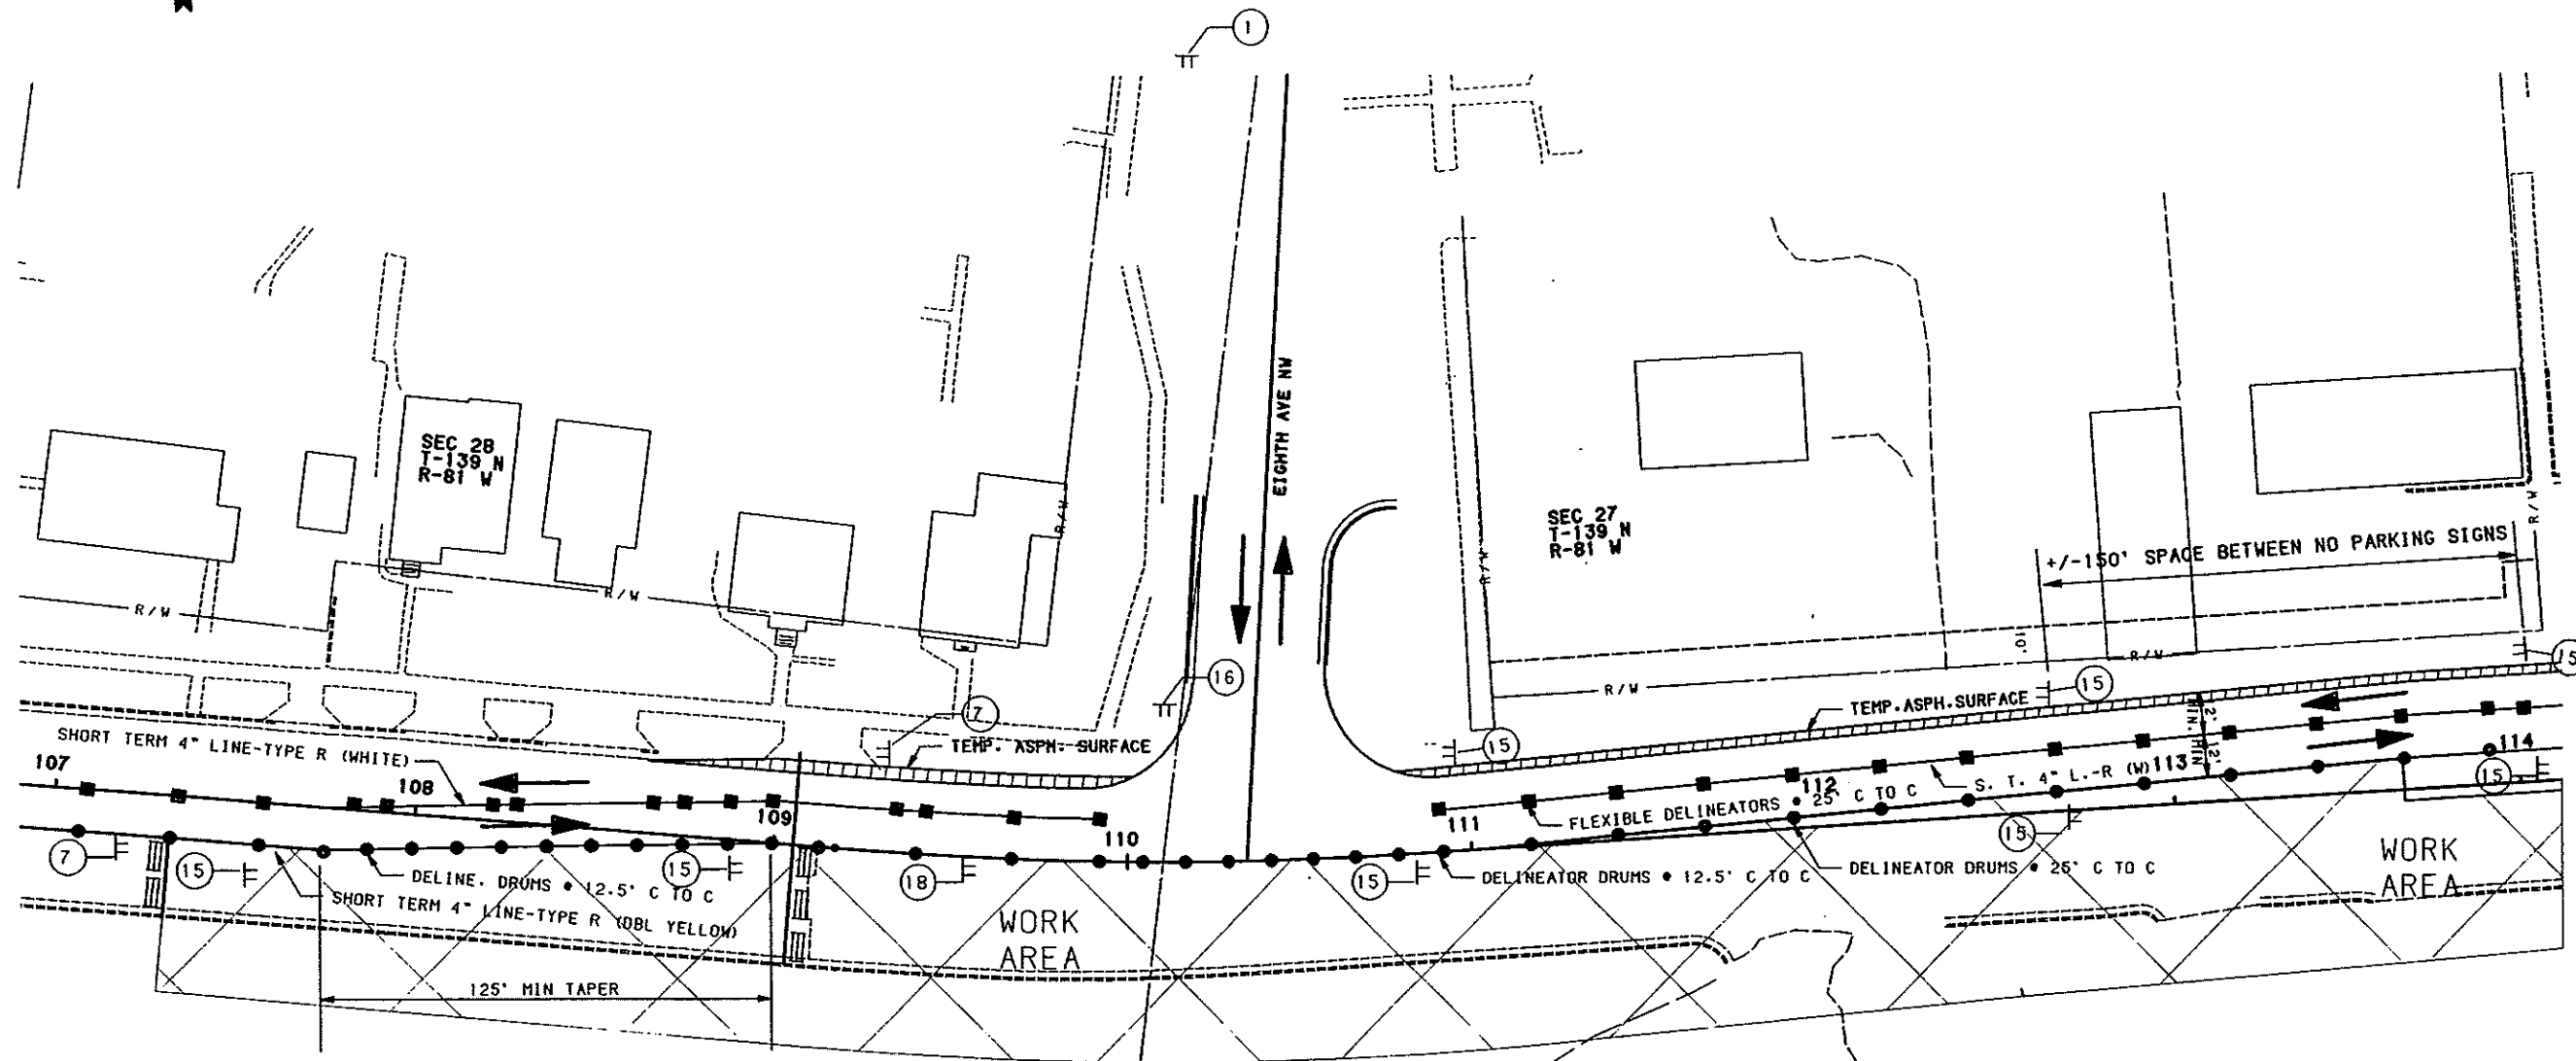 1
EIGHTH AVE NW
SEC 28
T-139 N
R-81 W
SEC 27
T-139 N
R-81 W
+/-150' SPACE BETWEEN NO PARKING SIGNS
R/W
R/W
R/W
R/W
R/W
R/W
R/W
10'
16
7
15
15
15
TEMP. ASPH. SURFACE
TEMP.ASPH.SURFACE
SHORT TERM 4" LINE-TYPE R (WHITE)
107
108
109
110
111
112
113
114
12'
MIN.
12'
MIN
S. T. 4" L.-R (W)
FLEXIBLE DELINEATORS • 25' C TO C
7
15
15
18
15
15
15
DELINE. DRUMS • 12.5' C TO C
SHORT TERM 4" LINE-TYPE R (DBL YELLOW)
DELINEATOR DRUMS • 12.5' C TO C
DELINEATOR DRUMS • 25' C TO C
WORK
AREA
WORK
AREA
125' MIN TAPER